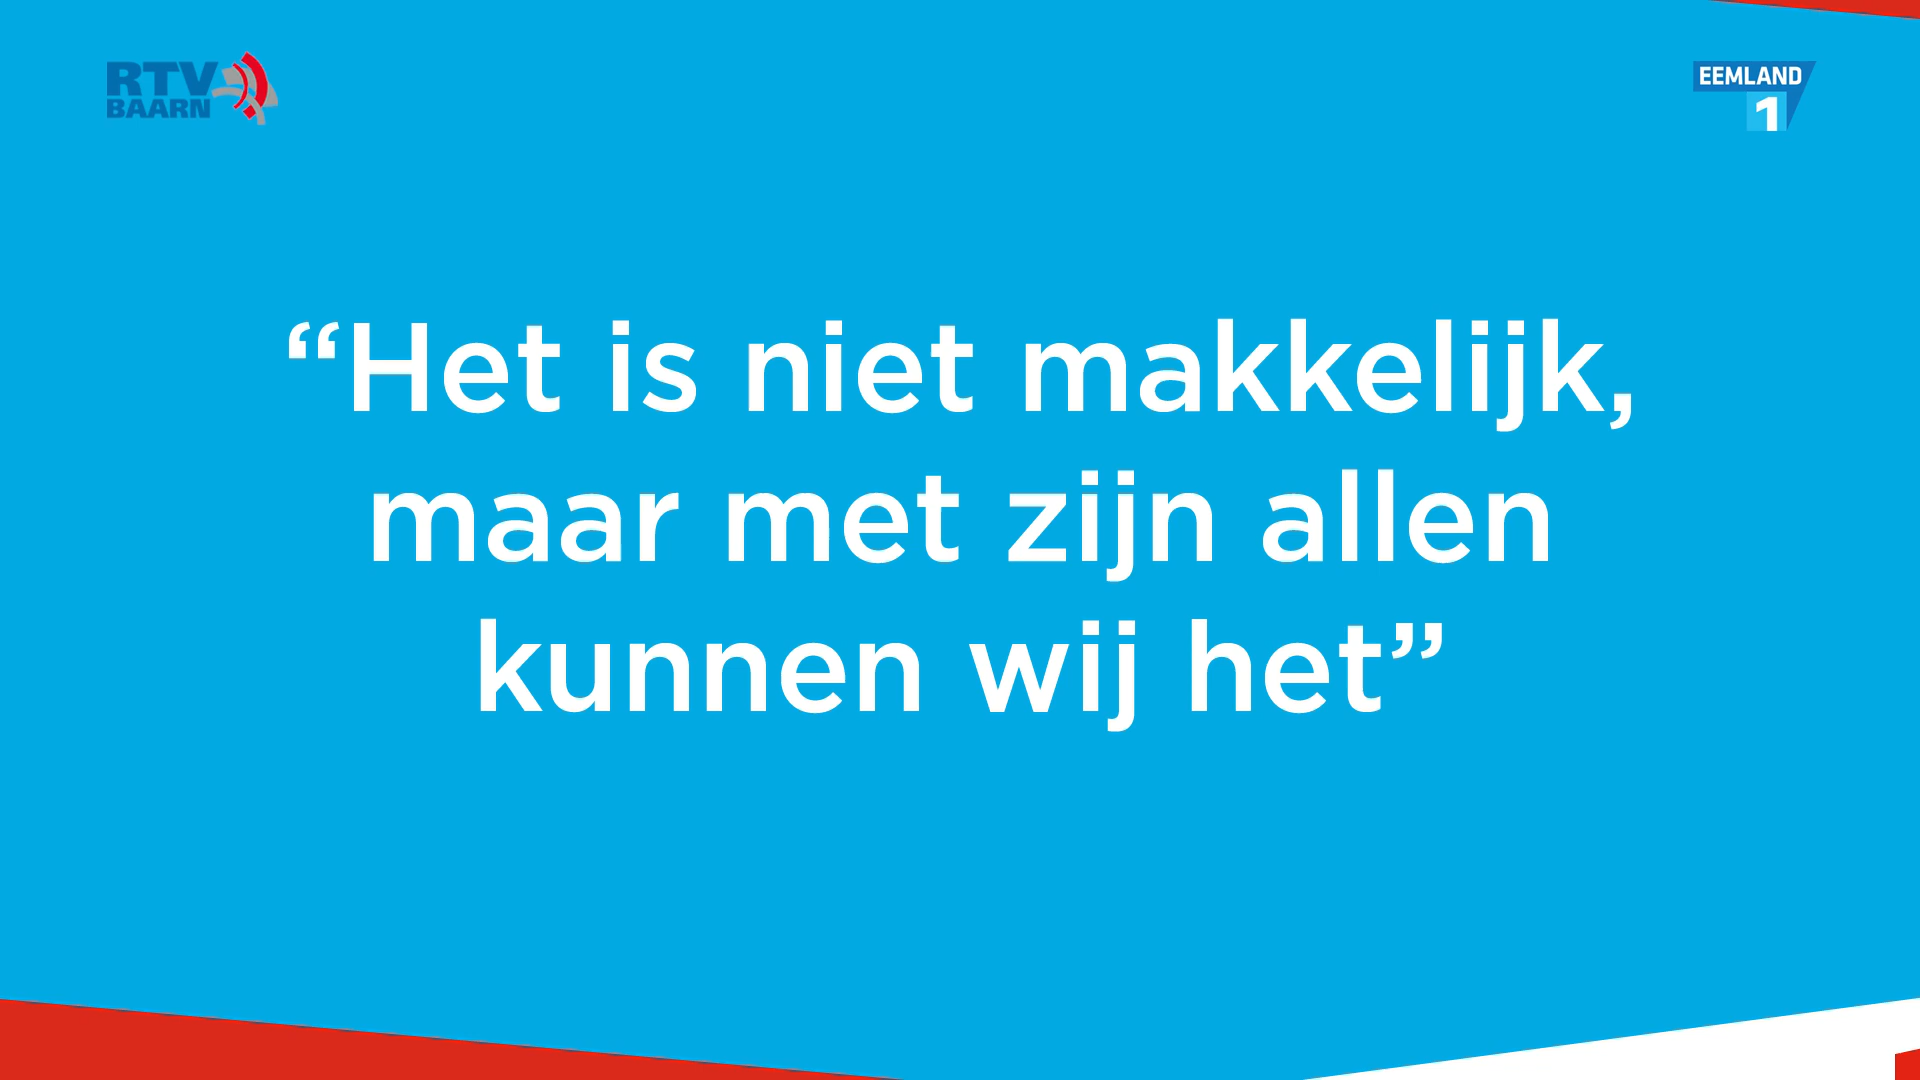 RTV
BAARN
EEMLAND
1
“Het is niet makkelijk,
maar met zijn allen
kunnen wij het”